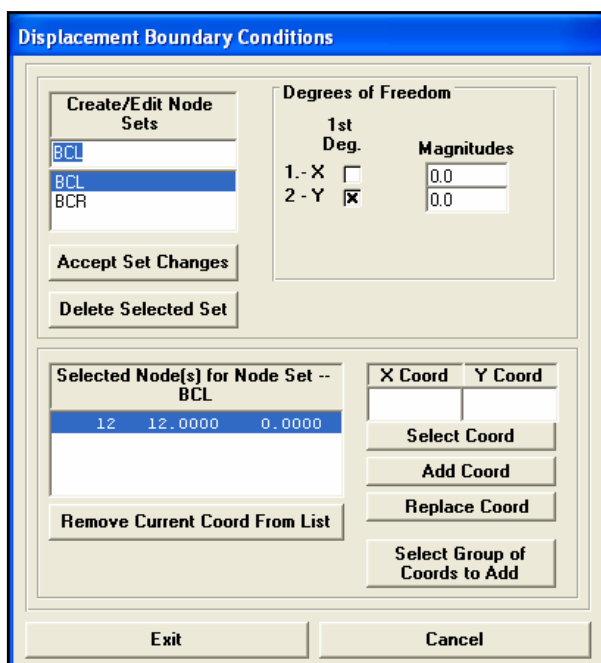 Displacement Boundary Conditions
Create/Edit Node
Sets
BCL
BCL
BCR
Accept Set Changes
Delete Selected Set
Degrees of Freedom
1st
Deg.
Magnitudes
1.- X
0.0
2 - Y
0.0
Selected Node(s) for Node Set --
BCL
12 12.0000 0.0000
Remove Current Coord From List
X Coord Y Coord
Select Coord
Add Coord
Replace Coord
Select Group of
Coords to Add
Exit
Cancel